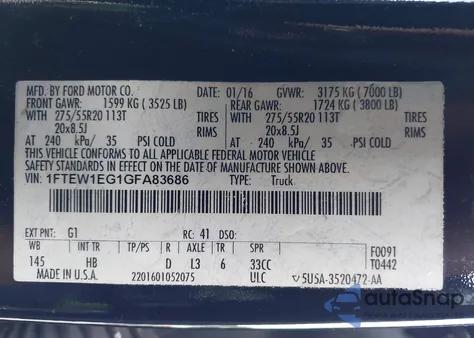 MFD. BY FORD MOTOR CO. DATE: 01/16 GVWR: 3175 KG ( 7000 LB)
FRONT GAWR: 1599 KG ( 3525 LB) REAR GAWR: 1724 KG ( 3800 LB)
WITH 275/55R20 113T TIRES WITH 275/55R20 113T TIRES
20x8.5J RIMS 20x8.5J RIMS
AT 240 kPa/ 35 PSI COLD AT 240 kPa/ 35 PSI COLD
THIS VEHICLE CONFORMS TO ALL APPLICABLE FEDERAL MOTOR VEHICLE
SAFETY STANDARDS IN EFFECT ON THE DATE OF MANUFACTURE SHOWN ABOVE.
VIN: 1FTEW1EG1GFA83686 TYPE: Truck
EXT PNT: G1 RC: 41 DSO: F0091
WB INT TR TP/PS R AXLE TR SPR T0442
145 HB D L3 6 33CC
MADE IN U.S.A. 2201601052075 ULC 5U5A-3520472-AA
autoSnap